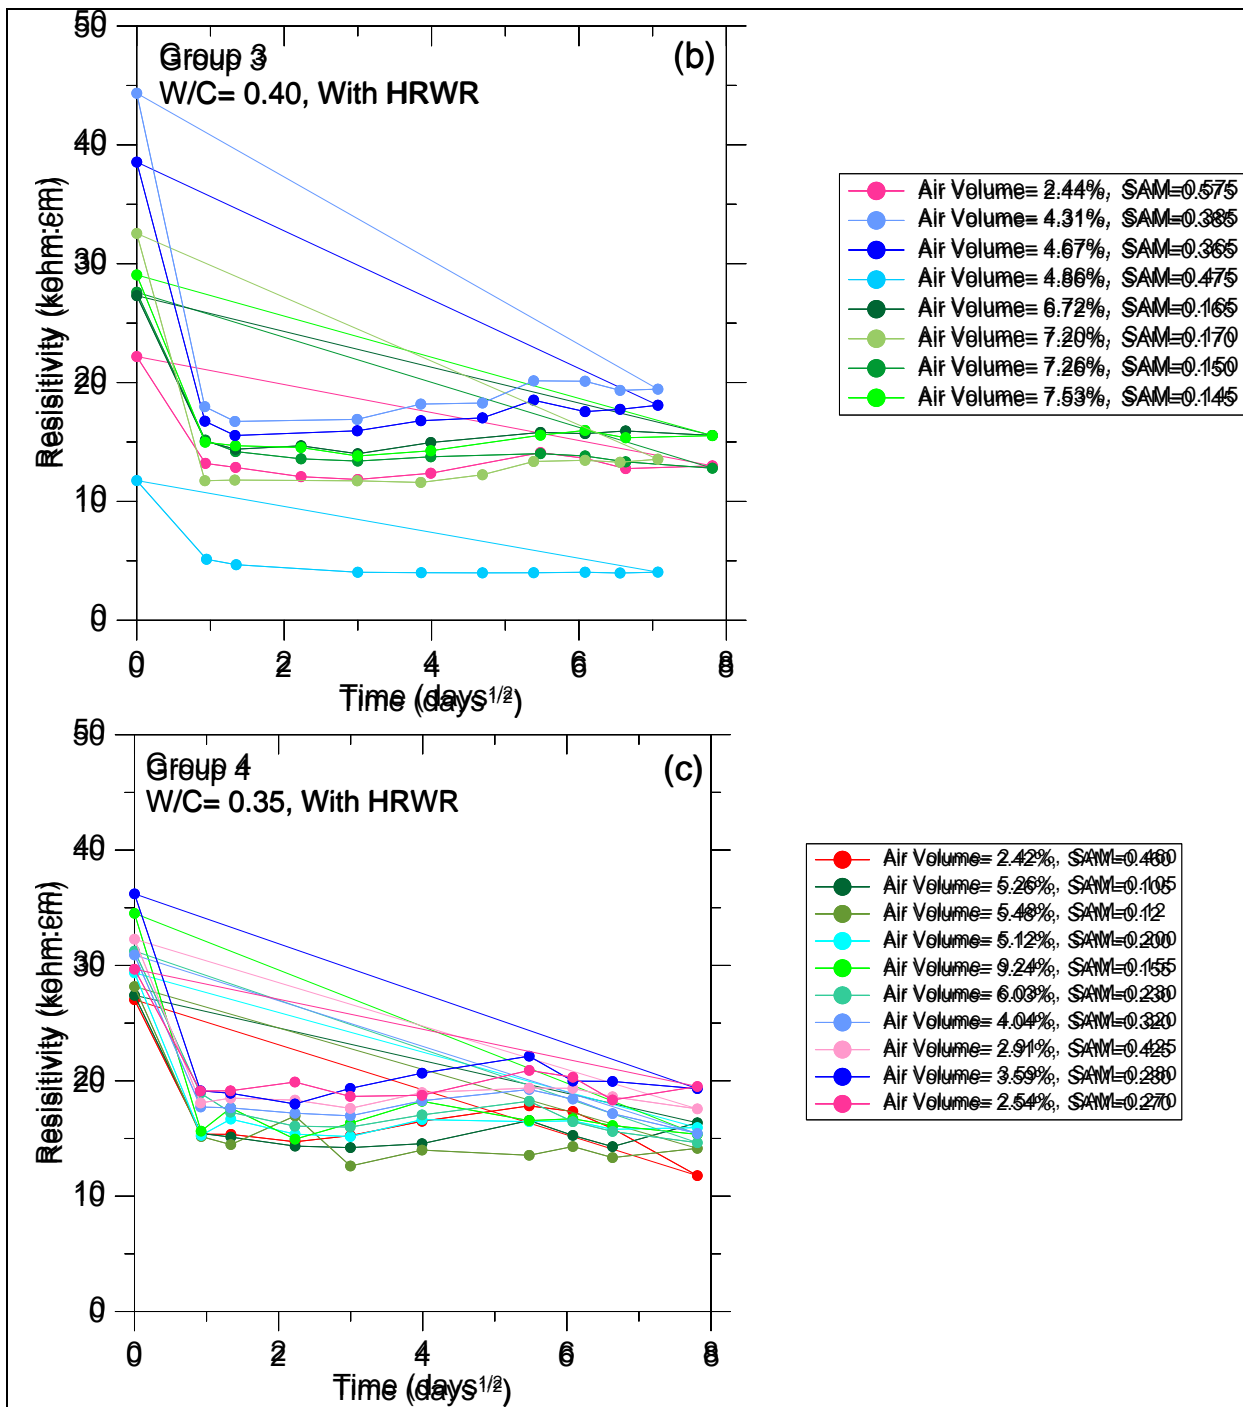 50
40
30
20
10
0
Resisitivity (kohm·cm)
Group 3
W/C= 0.40, With HRWR
(b)
0 2 4 6 8
Time (days1/2)
Air Volume= 2.44%, SAM=0.575
Air Volume= 4.31%, SAM=0.385
Air Volume= 4.67%, SAM=0.365
Air Volume= 4.86%, SAM=0.475
Air Volume= 6.72%, SAM=0.165
Air Volume= 7.20%, SAM=0.170
Air Volume= 7.26%, SAM=0.150
Air Volume= 7.53%, SAM=0.145
50
40
30
20
10
0
Resisitivity (kohm·cm)
Group 4
W/C= 0.35, With HRWR
(c)
0 2 4 6 8
Time (days1/2)
Air Volume= 2.42%, SAM=0.460
Air Volume= 5.26%, SAM=0.105
Air Volume= 5.48%, SAM=0.12
Air Volume= 5.12%, SAM=0.200
Air Volume= 9.24%, SAM=0.155
Air Volume= 6.03%, SAM=0.230
Air Volume= 4.04%, SAM=0.320
Air Volume= 2.91%, SAM=0.425
Air Volume= 3.59%, SAM=0.280
Air Volume= 2.54%, SAM=0.270